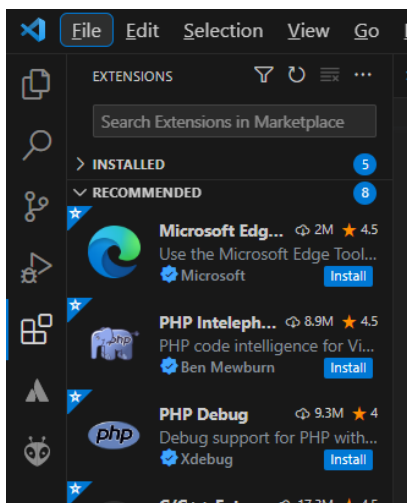 File Edit Selection View Go
EXTENSIONS
Search Extensions in Marketplace
INSTALLED 5
RECOMMENDED 8
Microsoft Edg... 2M 4.5
Use the Microsoft Edge Tool...
Microsoft Install
PHP Inteleph... 8.9M 4.5
php
PHP code intelligence for Vi...
Ben Mewburn Install
PHP Debug 9.3M 4
php
Debug support for PHP with...
Xdebug Install